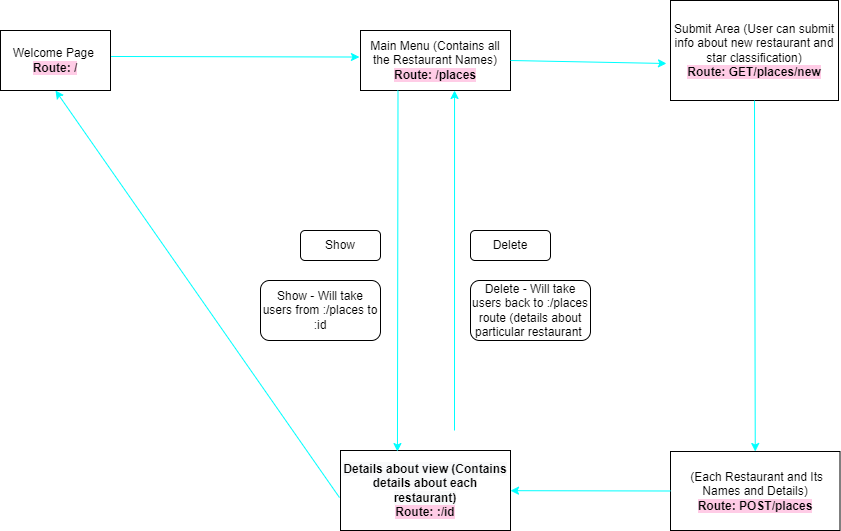 Welcome Page
Route: /
Main Menu (Contains all
the Restaurant Names)
Route: /places
Submit Area (User can submit
info about new restaurant and
star classification)
Route: GET/places/new
Show
Delete
Show - Will take
users from :/places to
:id
Delete - Will take
users back to :/places
route (details about
particular restaurant
Details about view (Contains
details about each
restaurant)
Route: :/id
(Each Restaurant and Its
Names and Details)
Route: POST/places